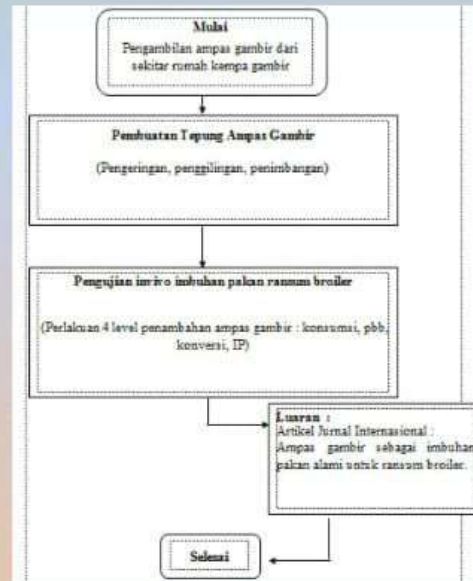 Mulai
Pengambilan ampas gambir dari
sekitar rumah kempa gambir
Pembuatan Tepung Ampas Gambir
(Pengeringan, penggilingan, penimbangan)
Pengujian invivo imbuhan pakan ransum broiler
(Perlakuan 4 level penambahan ampas gambir : konsumsi, pbb,
konversi, IP)
Luaran :
Artikel Jurnal Internasional :
Ampas gambir sebagai imbuhan
pakan alami untuk ransum broiler.
Selesai